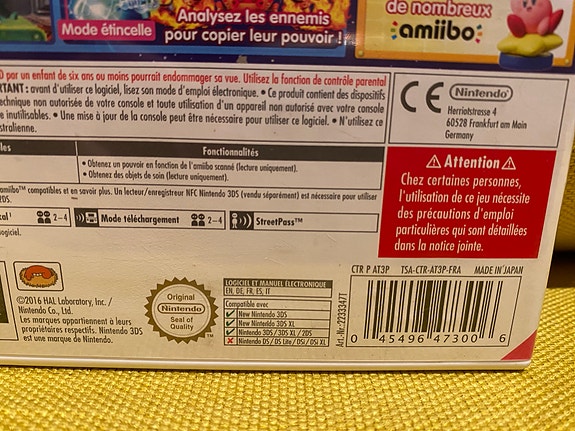 Mode étincelle
Analysez les ennemis
pour copier leur pouvoir !
de nombreux
amiibo™
par un enfant de six ans ou moins pourrait endommager sa vue. Utilisez la fonction de contrôle parental
avant d'utiliser ce logiciel, lisez son mode d'emploi électronique. • Ce produit contient des dispositifs
technique non autorisée de votre console et toute utilisation d'un appareil non autorisé avec votre console
inutilisables. • Une mise à jour de la console peut être nécessaire pour utiliser ce logiciel. • N'utilisez ce
CE
Nintendo
Herriotstrasse 4
60528 Frankfurt am Main
Germany
Fonctionnalités
• Obtenez un pouvoir en fonction de l'amiibo scanné (lecture uniquement).
• Obtenez des objets de soin (lecture uniquement).
amiibo™ compatibles et en savoir plus. Un lecteur/enregistreur NFC Nintendo 3DS (vendu séparément) est nécessaire pour utiliser
2–4
Mode téléchargement
2–4
StreetPass™
Attention
Chez certaines personnes,
l'utilisation de ce jeu nécessite
des précautions d'emploi
particulières qui sont détaillées
dans la notice jointe.
CTR P AT3P TSA-CTR-AT3P-FRA MADE IN JAPAN
©2016 HAL Laboratory, Inc. /
Nintendo Co., Ltd.
Les marques appartiennent à leurs
propriétaires respectifs. Nintendo 3DS
est une marque de Nintendo.
Original
Nintendo
Seal of
Quality
™
LOGICIEL ET MANUEL ÉLECTRONIQUE
EN, DE, FR, ES, IT
Compatible avec
New Nintendo 3DS
New Nintendo 3DS XL
Nintendo 3DS / 3DS XL / 2DS
Nintendo DS / DS Lite / DSi / DSi XL
Art.-Nr.: 2233347T
0 45496 47300 6